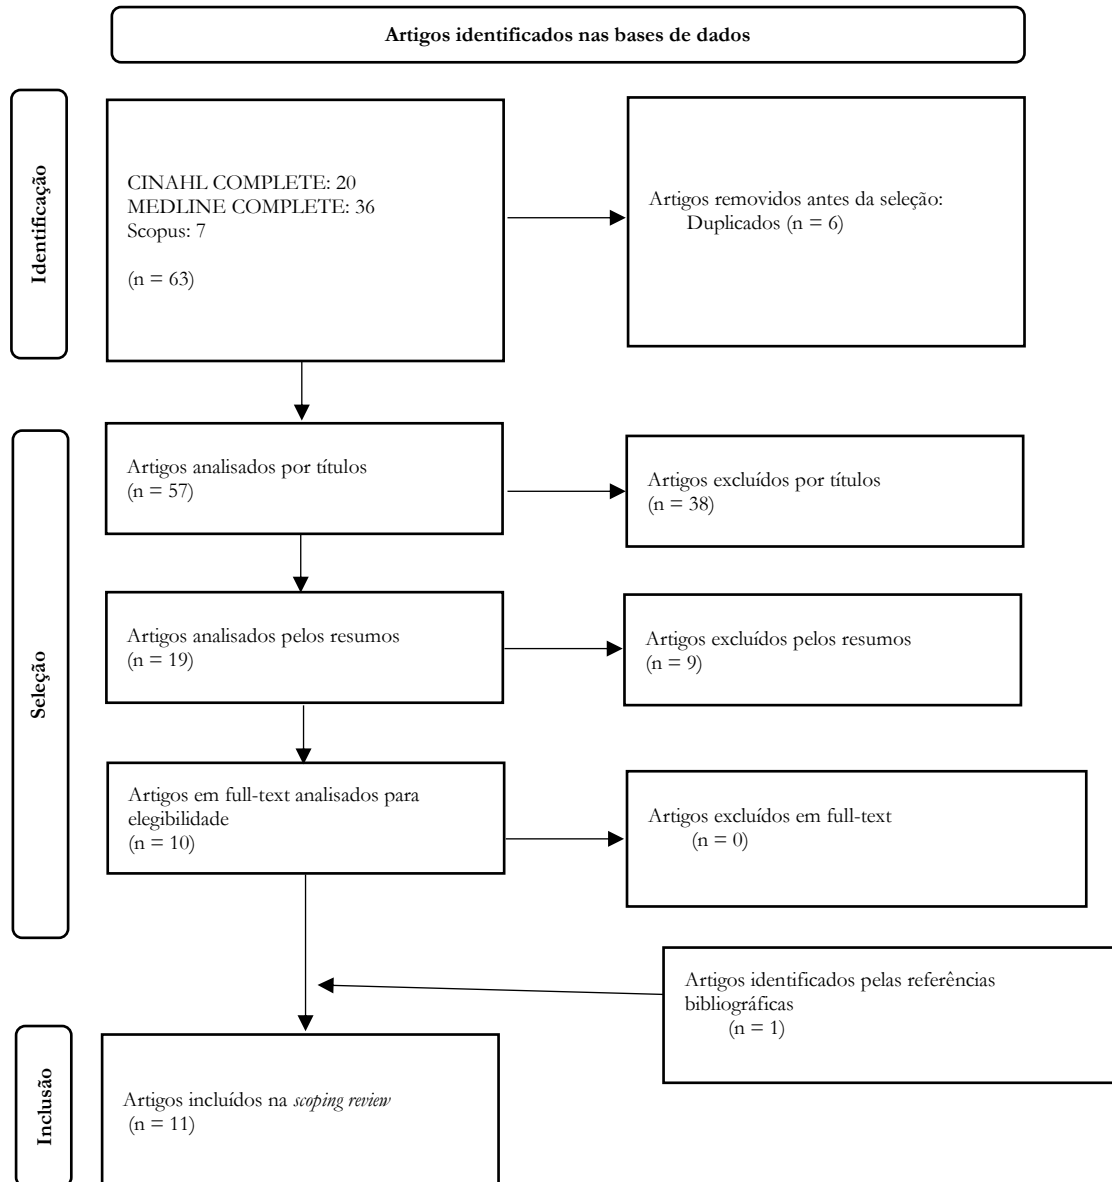 Artigos identificados nas bases de dados
Identificação
CINAHL COMPLETE: 20
MEDLINE COMPLETE: 36
Scopus: 7
(n = 63)
Artigos removidos antes da seleção:
Duplicados (n = 6)
Seleção
Artigos analisados por títulos
(n = 57)
Artigos excluídos por títulos
(n = 38)
Artigos analisados pelos resumos
(n = 19)
Artigos excluídos pelos resumos
(n = 9)
Artigos em full-text analisados para
elegibilidade
(n = 10)
Artigos excluídos em full-text
(n = 0)
Artigos identificados pelas referências
bibliográficas
(n = 1)
Inclusão
Artigos incluídos na scoping review
(n = 11)